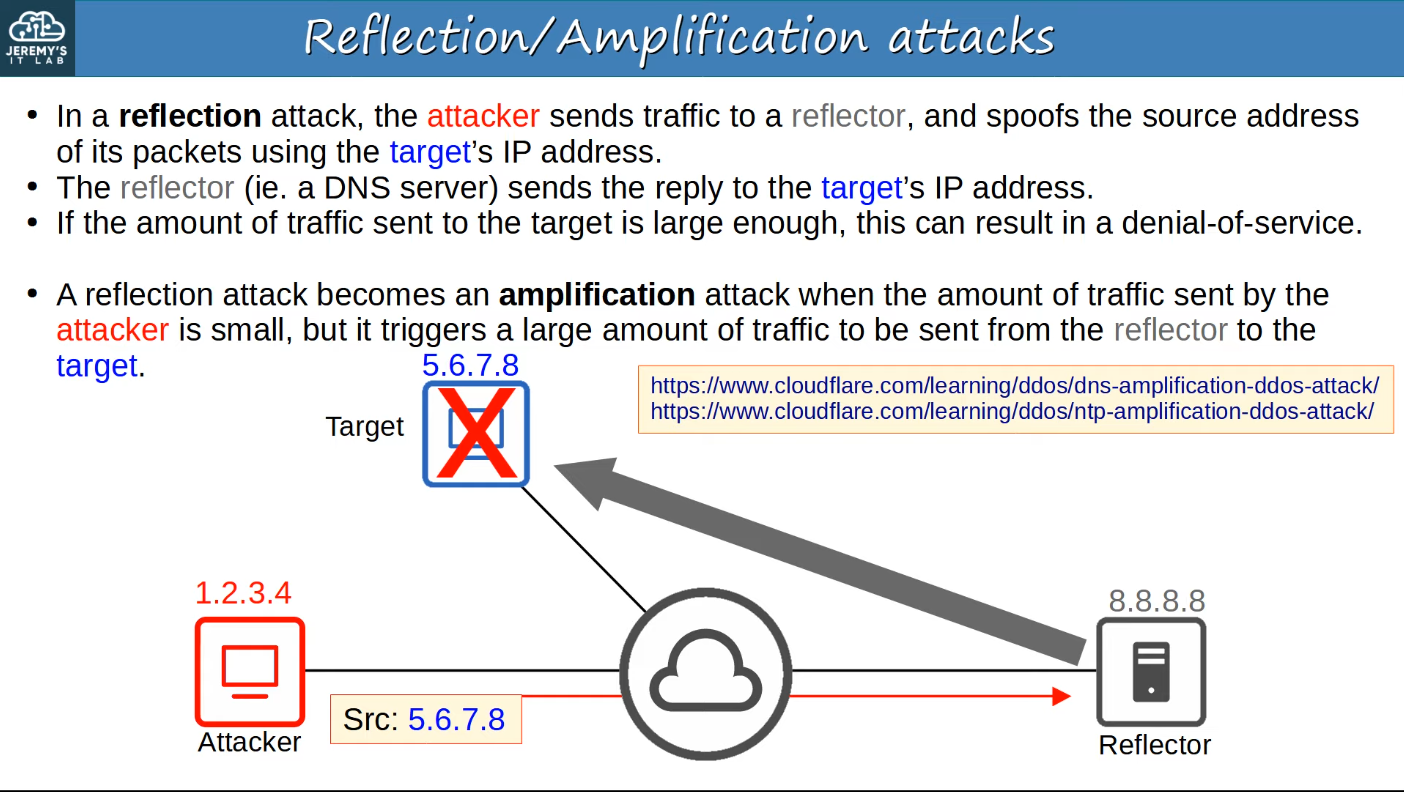 JEREMY'S
IT LAB
Reflection/Amplification attacks
• In a reflection attack, the attacker sends traffic to a reflector, and spoofs the source address
of its packets using the target’s IP address.
• The reflector (ie. a DNS server) sends the reply to the target’s IP address.
• If the amount of traffic sent to the target is large enough, this can result in a denial-of-service.
• A reflection attack becomes an amplification attack when the amount of traffic sent by the
attacker is small, but it triggers a large amount of traffic to be sent from the reflector to the
target.
5.6.7.8
Target
https://www.cloudflare.com/learning/ddos/dns-amplification-ddos-attack/
https://www.cloudflare.com/learning/ddos/ntp-amplification-ddos-attack/
1.2.3.4
8.8.8.8
Src: 5.6.7.8
Attacker
Reflector